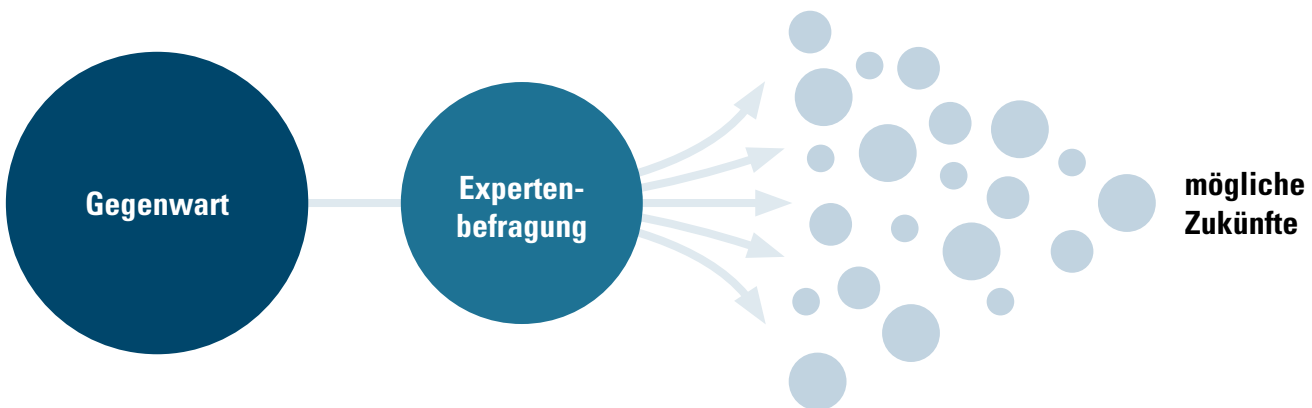 Gegenwart
Experten-
befragung
mögliche
Zukünfte